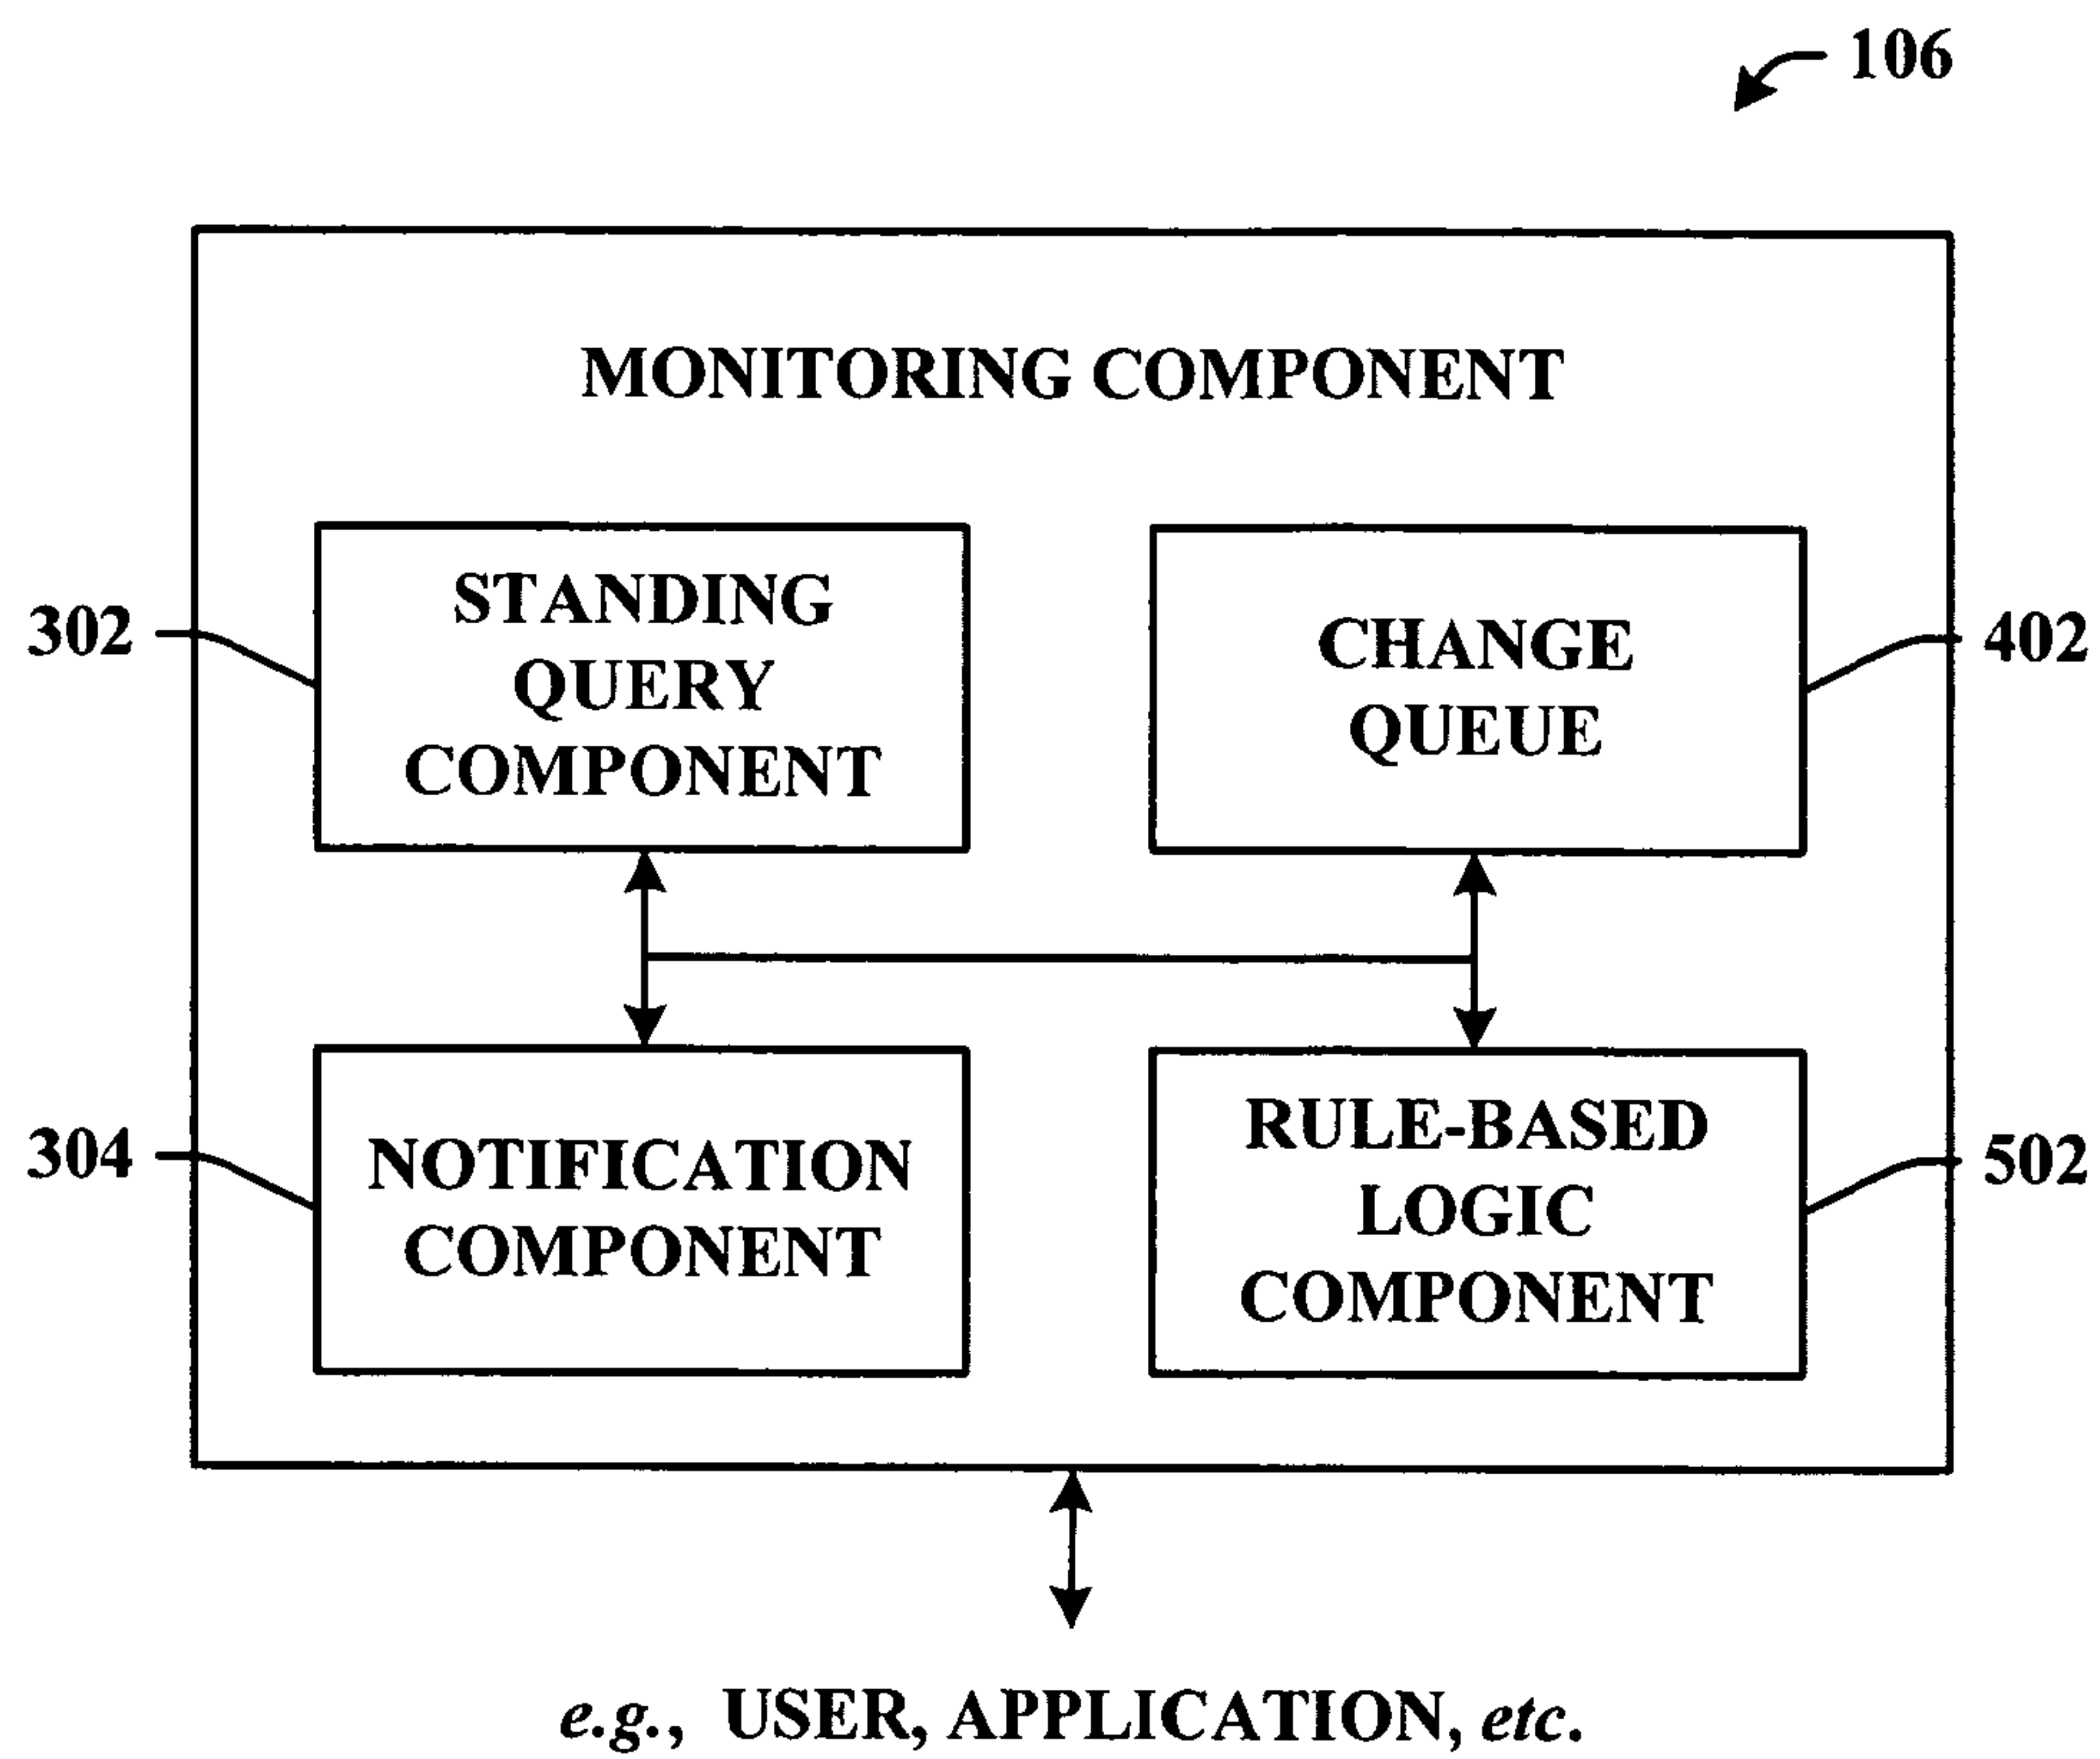 106
MONITORING COMPONENT
STANDING
QUERY
COMPONENT
302
CHANGE
QUEUE
402
NOTIFICATION
COMPONENT
304
RULE-BASED
LOGIC
COMPONENT
502
e.g., USER, APPLICATION, etc.